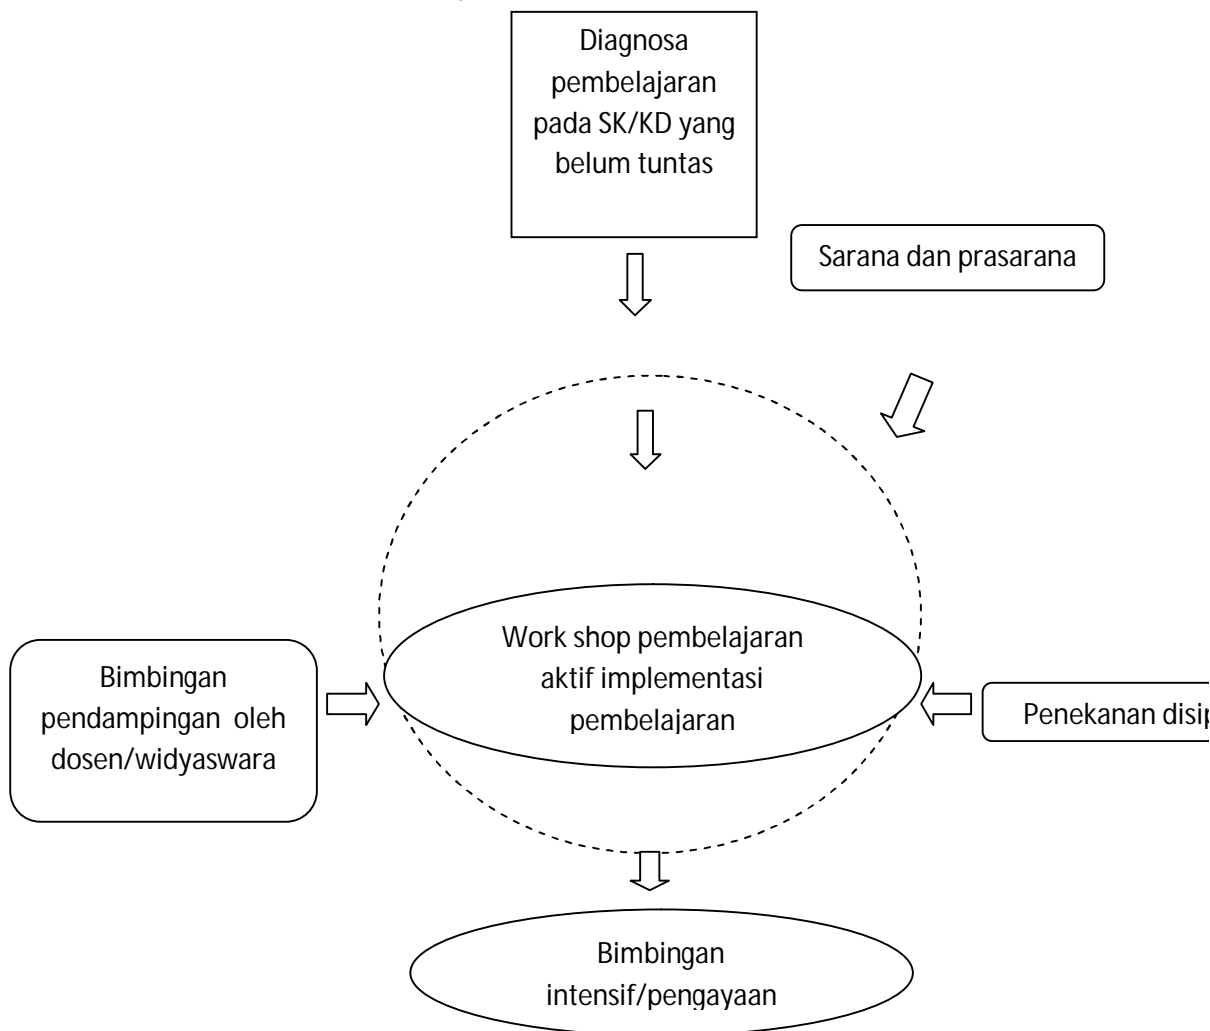 Diagnosa
pembelajaran
pada SK/KD yang
belum tuntas
Sarana dan prasarana
Work shop pembelajaran
aktif implementasi
pembelajaran
Bimbingan
pendampingan oleh
dosen/widyaswara
Penekanan
Bimbingan
intensif/pengayaan